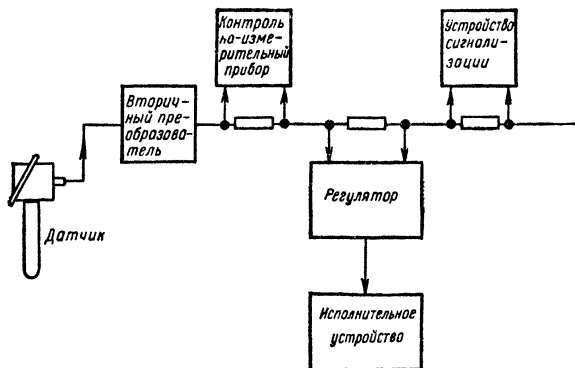 Контроль
но-изме-
рительный
прибор
Устройство
сигнали-
зации
Вторич-
ный пре-
образова-
тель
Датчик
Регулятор
Исполнительное
устройство